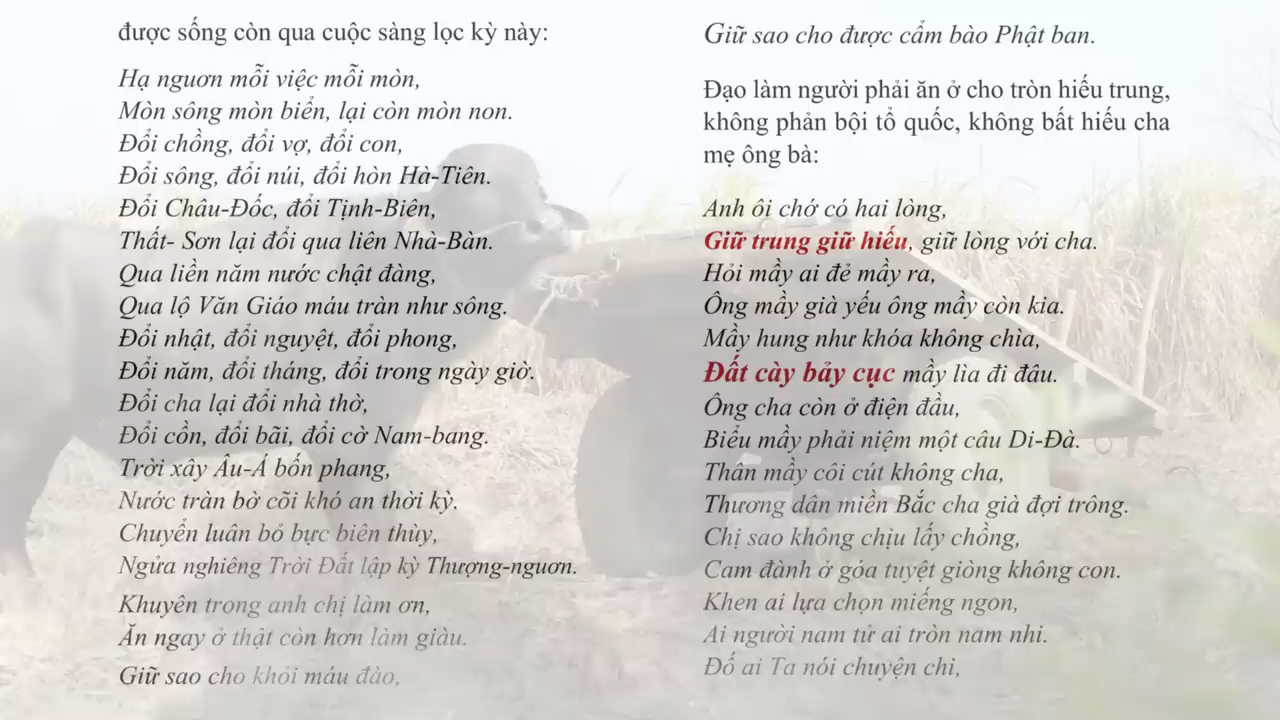 được sống còn qua cuộc sàng lọc kỳ này:
Hạ nguơn mỗi việc mỗi mòn,
Mòn sông mòn biển, lại còn mòn non.
Đổi chồng, đổi vợ, đổi con,
Đổi sông, đổi núi, đổi hòn Hà-Tiên.
Đổi Châu-Đốc, đổi Tịnh-Biên,
Thất- Sơn lại đổi qua liên Nhà-Bàn.
Qua liền năm nước chật đàng,
Qua lộ Văn Giáo máu tràn như sông.
Đổi nhật, đổi nguyệt, đổi phong,
Đổi năm, đổi tháng, đổi trong ngày giờ.
Đổi cha lại đổi nhà thờ,
Đổi cồn, đổi bãi, đổi cờ Nam-bang.
Trời xây Âu-Á bốn phang,
Nước tràn bờ cõi khó an thời kỳ.
Chuyển luân bỏ bực biên thùy,
Ngửa nghiêng Trời Đất lập kỳ Thượng-nguơn.
Khuyên trong anh chị làm ơn,
Ăn ngay ở thật còn hơn làm giàu.
Giữ sao cho khỏi máu đào,
Giữ sao cho được cẩm bào Phật ban.
Đạo làm người phải ăn ở cho tròn hiếu trung,
không phản bội tổ quốc, không bất hiếu cha
mẹ ông bà:
Anh ôi chớ có hai lòng,
Giữ trung giữ hiếu, giữ lòng với cha.
Hỏi mầy ai đẻ mầy ra,
Ông mầy già yếu ông mầy còn kia.
Mầy hung như khóa không chìa,
Đất cày bảy cục mầy lìa đi đâu.
Ông cha còn ở điện đầu,
Biểu mầy phải niệm một câu Di-Đà.
Thân mầy côi cút không cha,
Thương dân miền Bắc cha già đợi trông.
Chị sao không chịu lấy chồng,
Cam đành ở góa tuyệt giòng không con.
Khen ai lựa chọn miếng ngon,
Ai người nam tử ai tròn nam nhi.
Đố ai Ta nói chuyện chi,